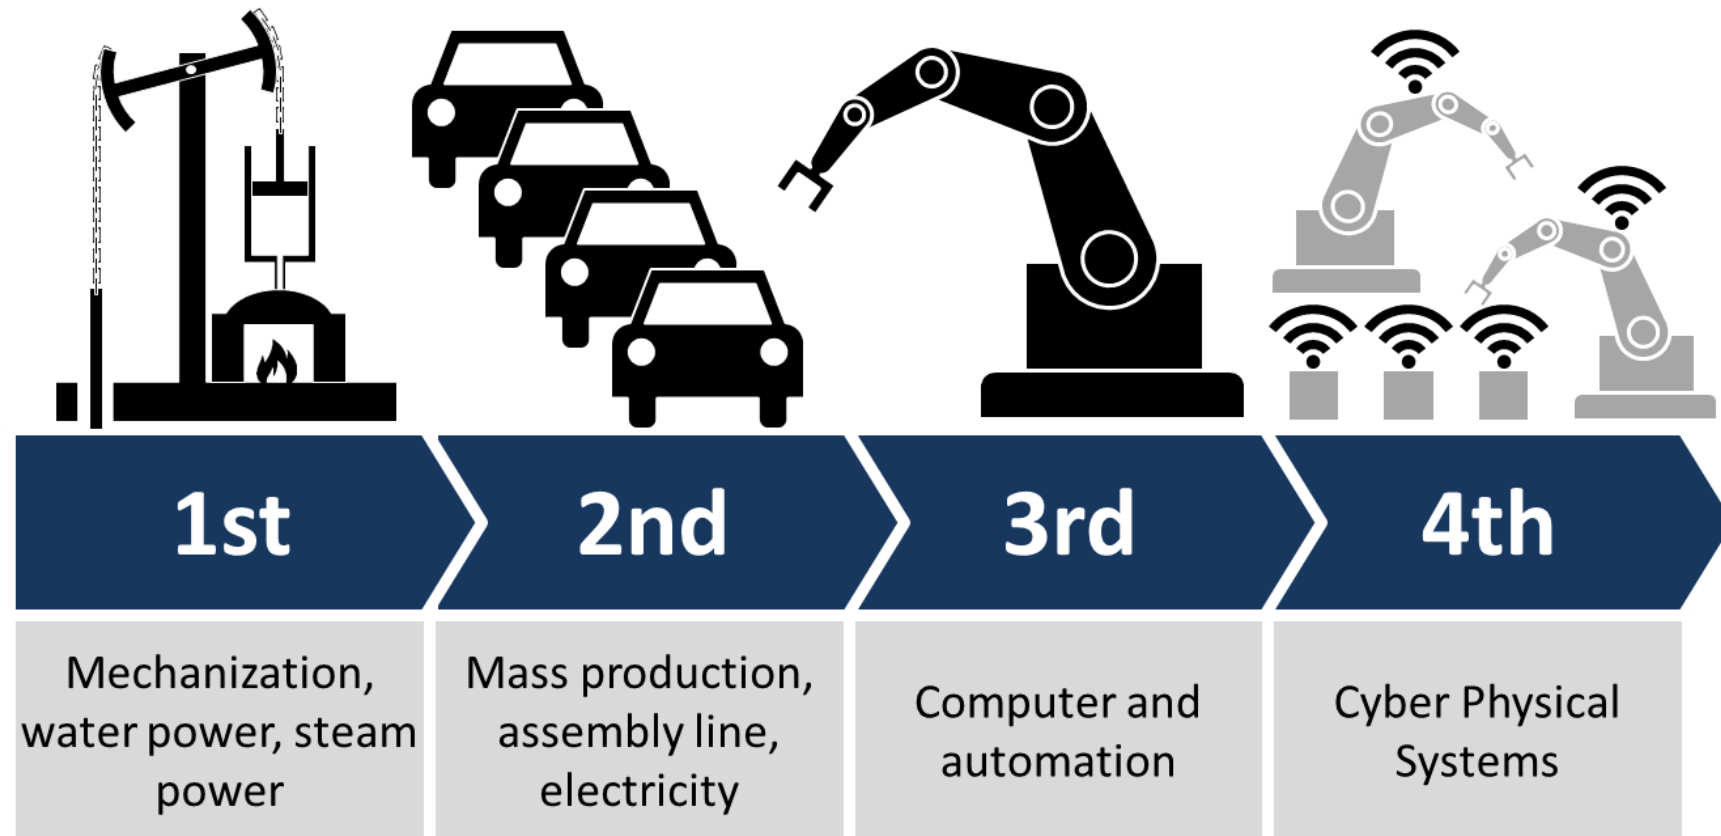 1st
2nd
3rd
4th
Mechanization,
water power, steam
power
Mass production,
assembly line,
electricity
Computer and
automation
Cyber Physical
Systems